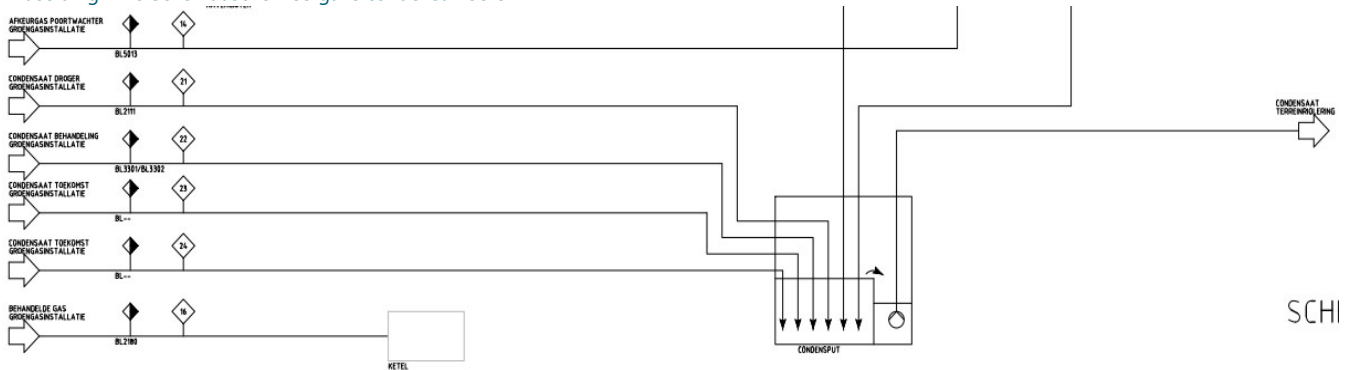 AFKEURGAS POORTWACHTER
GROENGASINSTALLATIE
14
BL5013
CONDENSAAT DROGER
GROENGASINSTALLATIE
21
BL2111
CONDENSAAT
TERREINRIOLERING
CONDENSAAT BEHANDELING
GROENGASINSTALLATIE
22
BL3301/BL3302
CONDENSAAT TOEKOMST
GROENGASINSTALLATIE
23
BL--
CONDENSAAT TOEKOMST
GROENGASINSTALLATIE
24
BL--
BEHANDELDE GAS
GROENGASINSTALLATIE
16
BL2180
KETEL
CONDENSPUT
SCHI